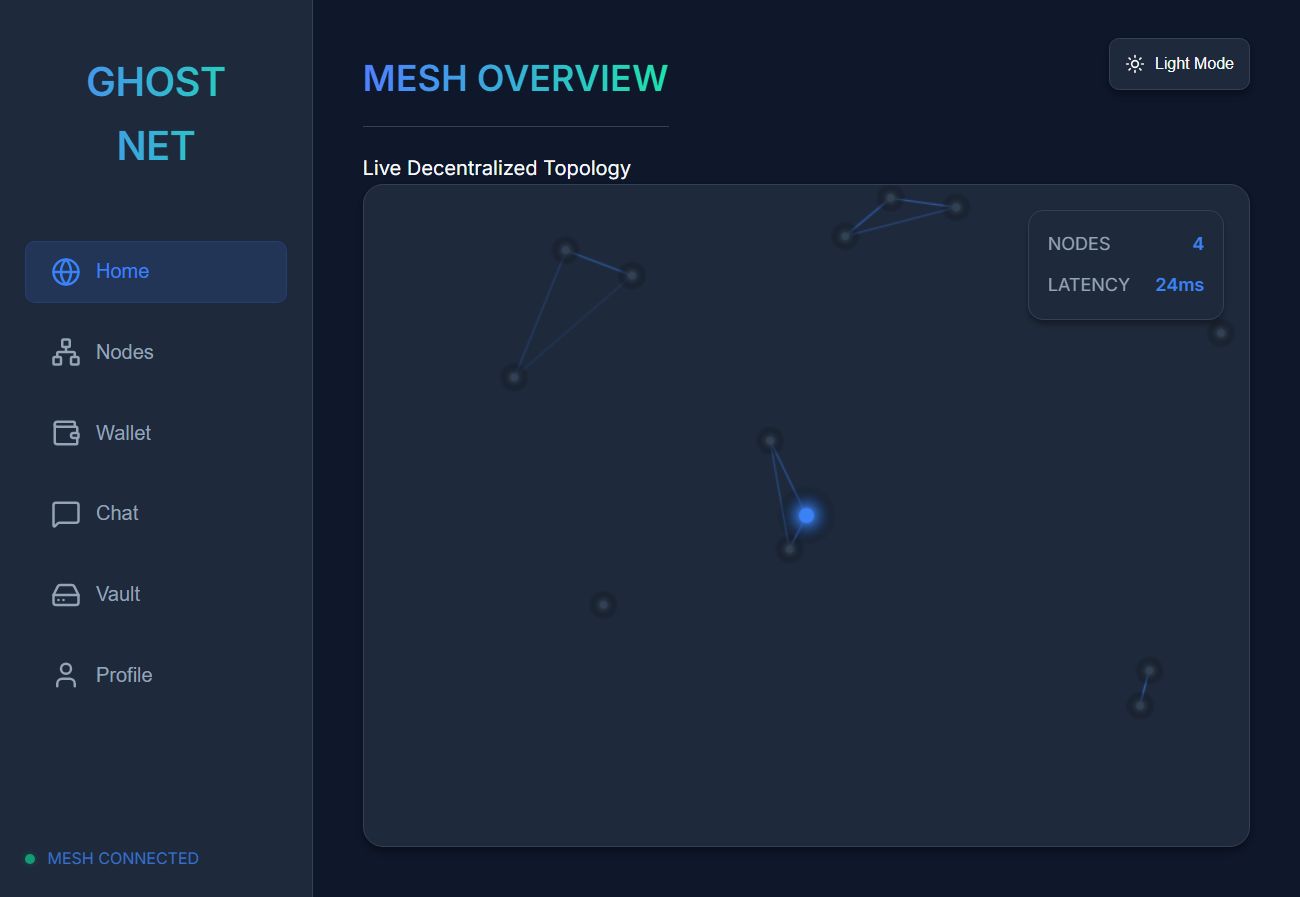 GHOST
NET
Home
Nodes
Wallet
Chat
Vault
Profile
MESH CONNECTED
MESH OVERVIEW
Light Mode
Live Decentralized Topology
NODES 4
LATENCY 24ms